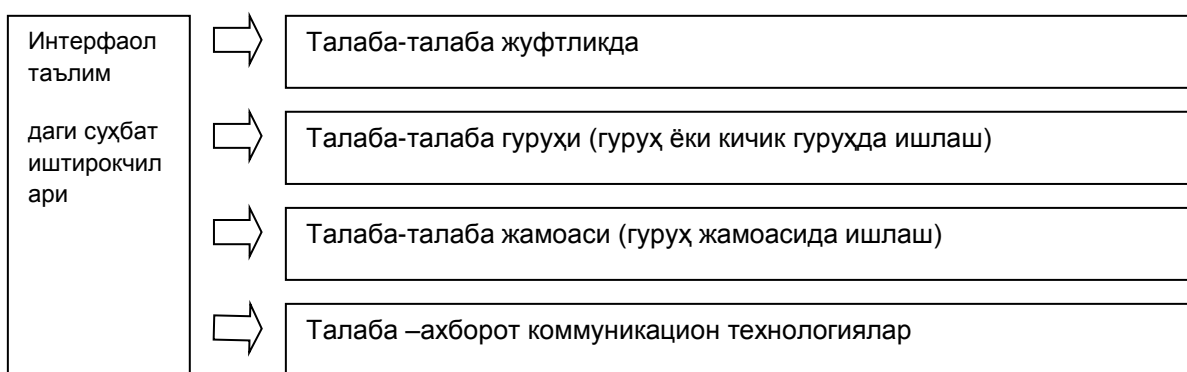 Интерфаол
таълим
даги суҳбат
иштирокчил
ари
Талаба-талаба жуфтликда
Талаба-талаба гуруҳи (гуруҳ ёки кичик гуруҳда ишлаш)
Талаба-талаба жамоаси (гуруҳ жамоасида ишлаш)
Талаба –ахборот коммуникацион технологиялар